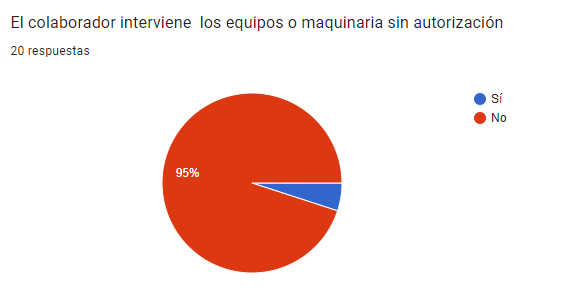 El colaborador interviene  los equipos o maquinaria sin autorización
20 respuestas
Sí
No
95%